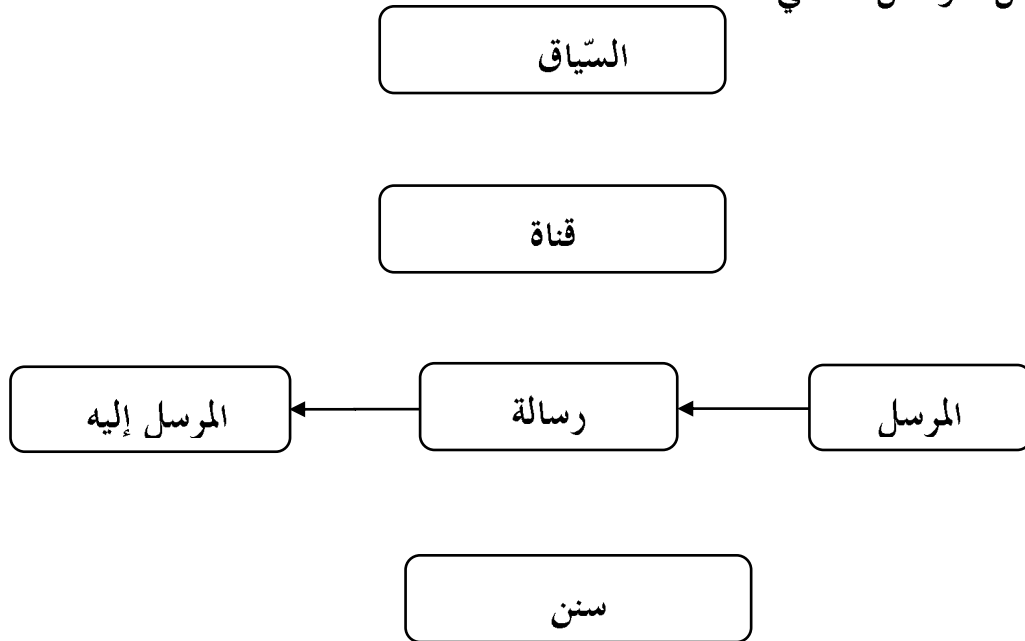 السّياق
قناة
المرسل
رسالة
المرسل إليه
سنن